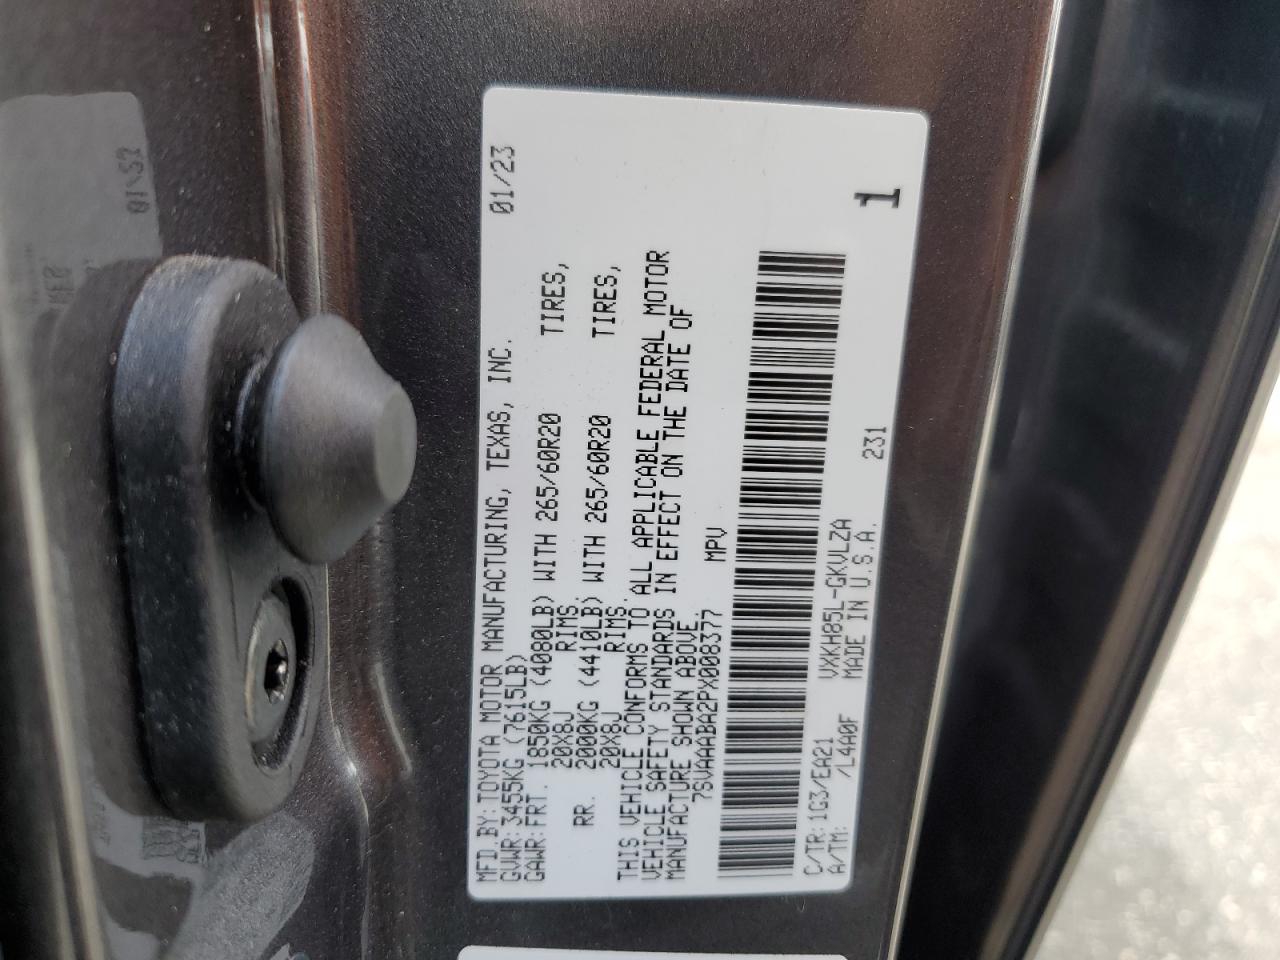 MFD.BY:TOYOTA MOTOR MANUFACTURING, TEXAS, INC. 01/23
GVWR:3455KG (7615LB)
GAWR:FRT. 1850KG (4080LB) WITH 265/60R20 TIRES,
20X8J RIMS.
RR. 2000KG (4410LB) WITH 265/60R20 TIRES,
20X8J RIMS.
THIS VEHICLE CONFORMS TO ALL APPLICABLE FEDERAL MOTOR
VEHICLE SAFETY STANDARDS IN EFFECT ON THE DATE OF
MANUFACTURE SHOWN ABOVE.
7SVAAABA2PX008377 MPV
C/TR:1G3/EA21 VXKH85L-GKVLZA 231
A/TM: /L4A0F MADE IN U.S.A.
1